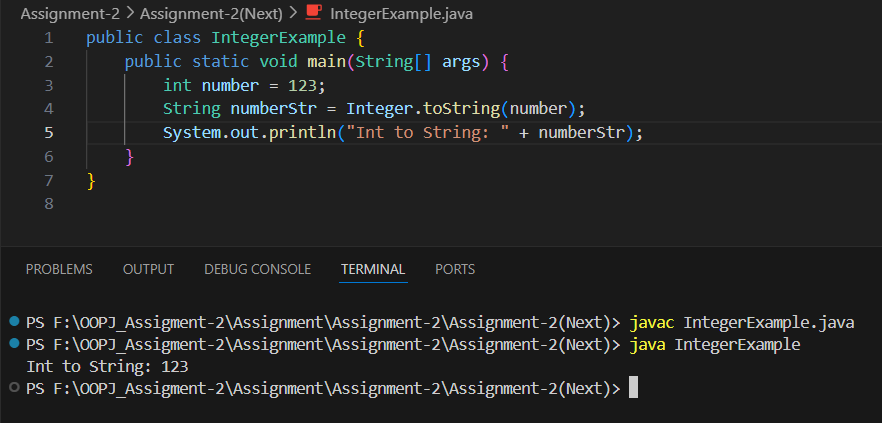 Assignment-2 > Assignment-2(Next) > IntegerExample.java
1 public class IntegerExample {
2 public static void main(String[] args) {
3 int number = 123;
4 String numberStr = Integer.toString(number);
5 System.out.println("Int to String: " + numberStr);
6 }
7 }
8
PROBLEMS OUTPUT DEBUG CONSOLE TERMINAL PORTS
PS F:\OOPJ_Assigment-2\Assignment\Assignment-2\Assignment-2(Next)> javac IntegerExample.java
PS F:\OOPJ_Assigment-2\Assignment\Assignment-2\Assignment-2(Next)> java IntegerExample
Int to String: 123
PS F:\OOPJ_Assigment-2\Assignment\Assignment-2\Assignment-2(Next)>